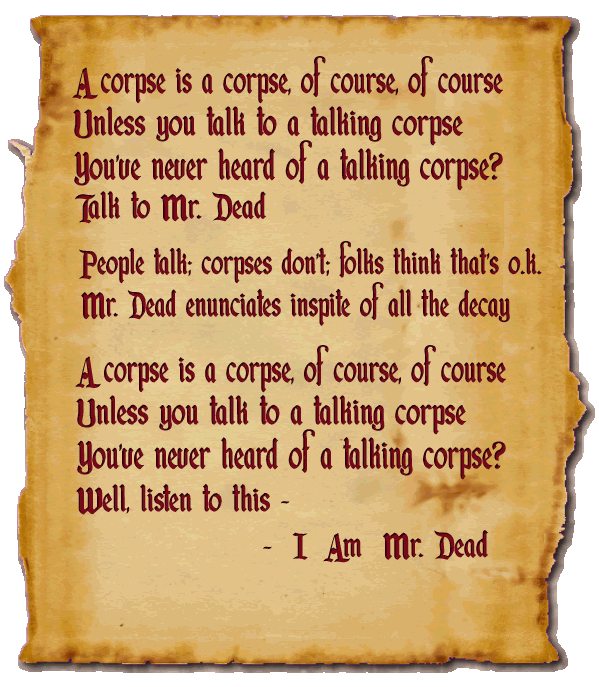 A corpse is a corpse, of course, of course
Unless you talk to a talking corpse
You've never heard of a talking corpse?
Talk to Mr. Dead
People talk; corpses don't; folks think that's o.k.
Mr. Dead enunciates inspite of all the decay
A corpse is a corpse, of course, of course
Unless you talk to a talking corpse
You've never heard of a talking corpse?
Well, listen to this -
- I Am Mr. Dead